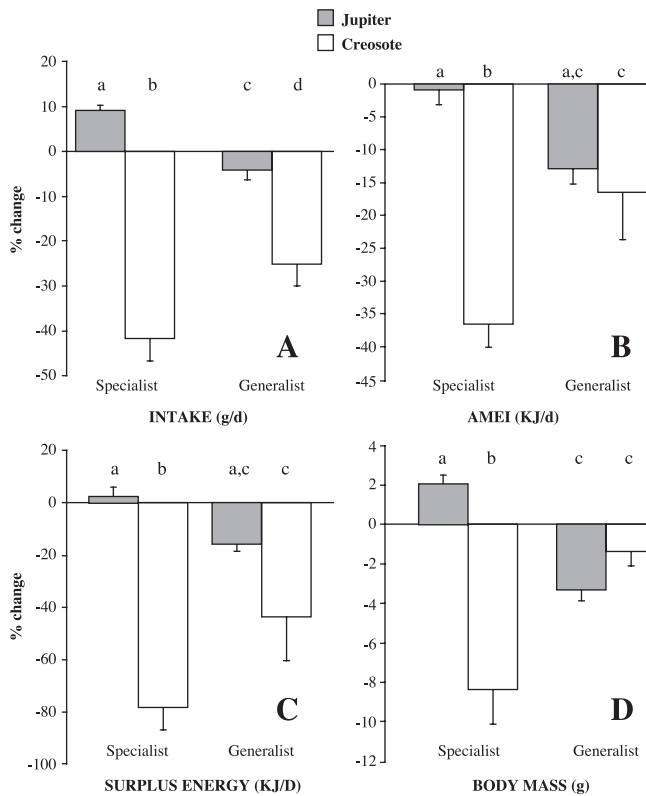 Jupiter
Creosote
20
10
0
-10
-20
-30
-40
-50
% change
a b c d
A
Specialist Generalist
INTAKE (g/d)
0
-5
-10
-15
-20
-25
-30
-35
-40
-45
a b a,c c
B
Specialist Generalist
AMEI (KJ/d)
20
0
-20
-40
-60
-80
-100
% change
a b a,c c
C
Specialist Generalist
SURPLUS ENERGY (KJ/D)
4
2
0
-2
-4
-6
-8
-10
-12
a b c c
D
Specialist Generalist
BODY MASS (g)